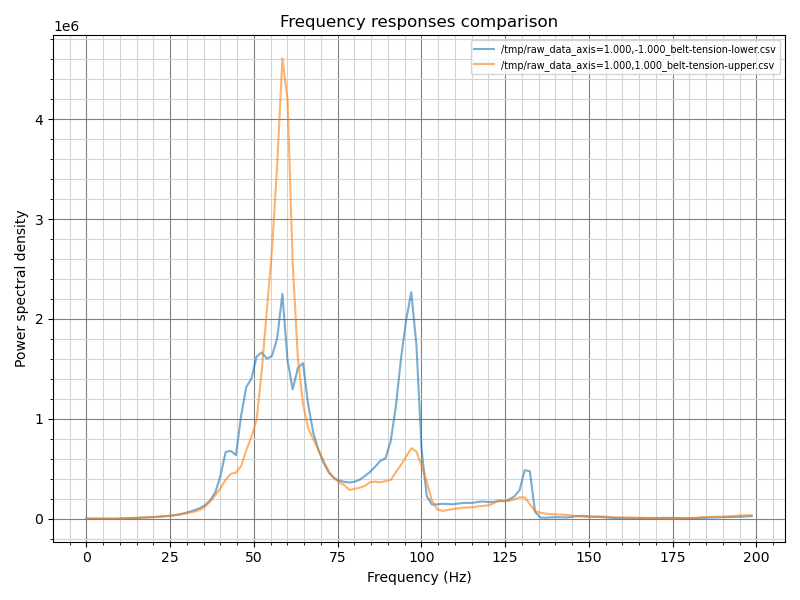 Frequency responses comparison
1e6
/tmp/raw_data_axis=1.000,-1.000_belt-tension-lower.csv
/tmp/raw_data_axis=1.000,1.000_belt-tension-upper.csv
4
3
2
1
0
Power spectral density
0 25 50 75 100 125 150 175 200
Frequency (Hz)